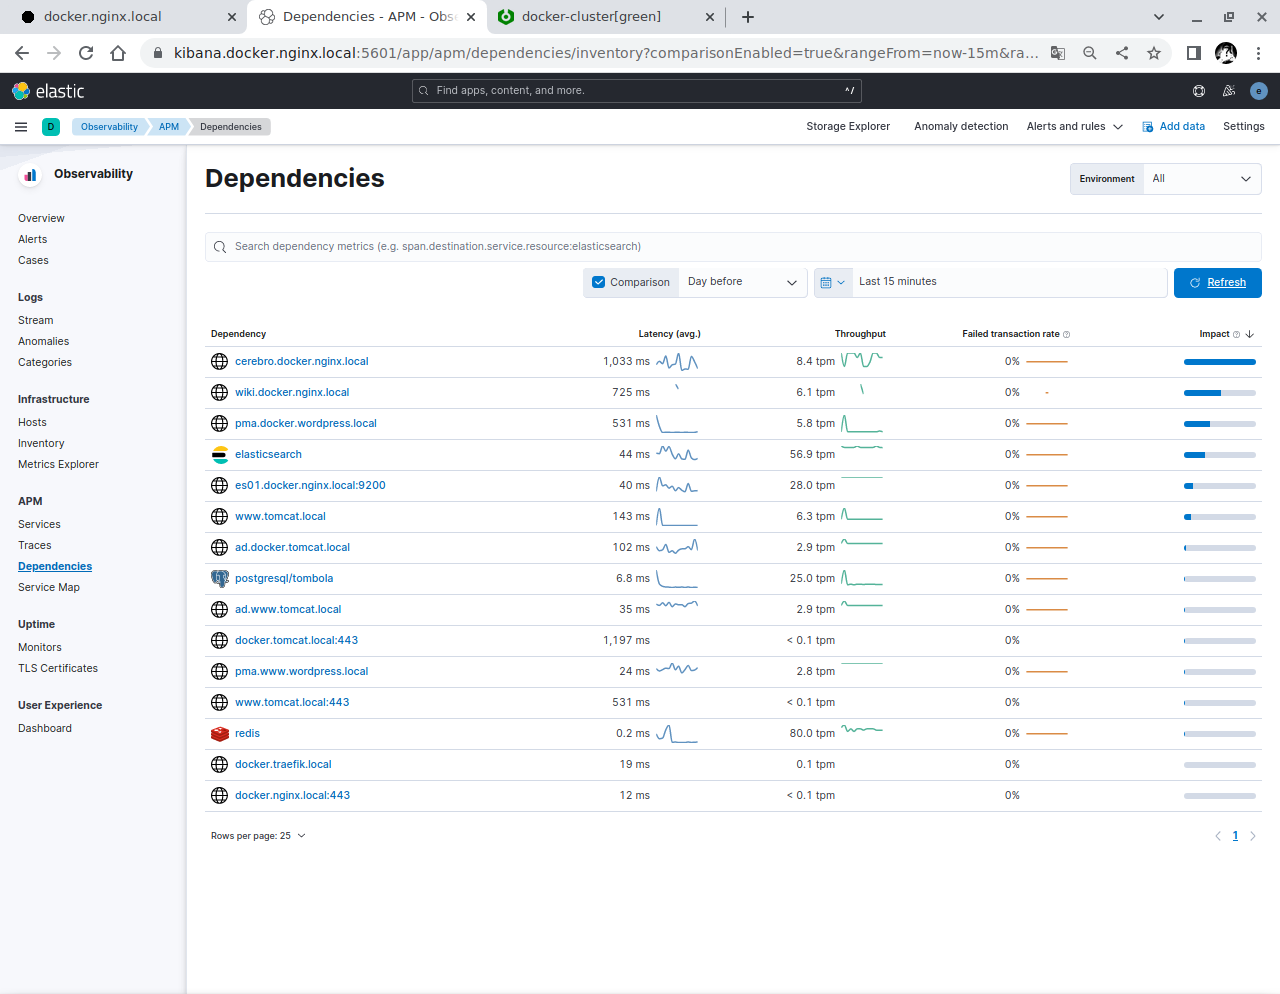 docker.nginx.local
Dependencies - APM - Obs
docker-cluster[green]
kibana.docker.nginx.local:5601/app/apm/dependencies/inventory?comparisonEnabled=true&rangeFrom=now-15m&ra...
elastic
Find apps, content, and more.
^/
e
D
Observability
APM
Dependencies
Storage Explorer
Anomaly detection
Alerts and rules
Add data
Settings
Observability
Overview
Alerts
Cases
Logs
Stream
Anomalies
Categories
Infrastructure
Hosts
Inventory
Metrics Explorer
APM
Services
Traces
Dependencies
Service Map
Uptime
Monitors
TLS Certificates
User Experience
Dashboard
Dependencies
Environment All
Search dependency metrics (e.g. span.destination.service.resource:elasticsearch)
Comparison Day before
Last 15 minutes
Refresh
Dependency Latency (avg.) Throughput Failed transaction rate Impact
cerebro.docker.nginx.local 1,033 ms 8.4 tpm 0%
wiki.docker.nginx.local 725 ms 6.1 tpm 0%
pma.docker.wordpress.local 531 ms 5.8 tpm 0%
elasticsearch 44 ms 56.9 tpm 0%
es01.docker.nginx.local:9200 40 ms 28.0 tpm 0%
www.tomcat.local 143 ms 6.3 tpm 0%
ad.docker.tomcat.local 102 ms 2.9 tpm 0%
postgresql/tombola 6.8 ms 25.0 tpm 0%
ad.www.tomcat.local 35 ms 2.9 tpm 0%
docker.tomcat.local:443 1,197 ms < 0.1 tpm 0%
pma.www.wordpress.local 24 ms 2.8 tpm 0%
www.tomcat.local:443 531 ms < 0.1 tpm 0%
redis 0.2 ms 80.0 tpm 0%
docker.traefik.local 19 ms 0.1 tpm 0%
docker.nginx.local:443 12 ms < 0.1 tpm 0%
Rows per page: 25
1